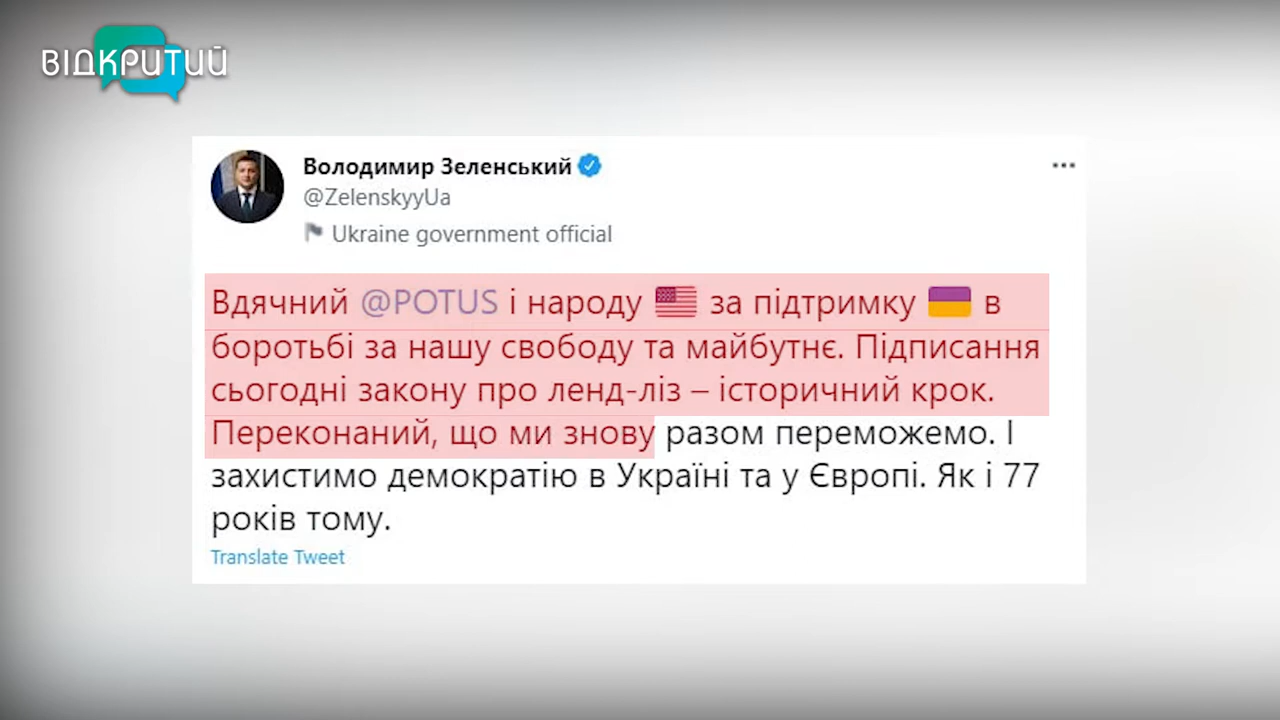 ВІДКРИТИЙ
Володимир Зеленський
@ZelenskyyUa
Ukraine government official
Вдячний @POTUS і народу 🇺🇸 за підтримку 🇺🇦 в
боротьбі за нашу свободу та майбутнє. Підписання
сьогодні закону про ленд-ліз – історичний крок.
Переконаний, що ми знову разом переможемо. І
захистимо демократію в Україні та у Європі. Як і 77
років тому.
Translate Tweet